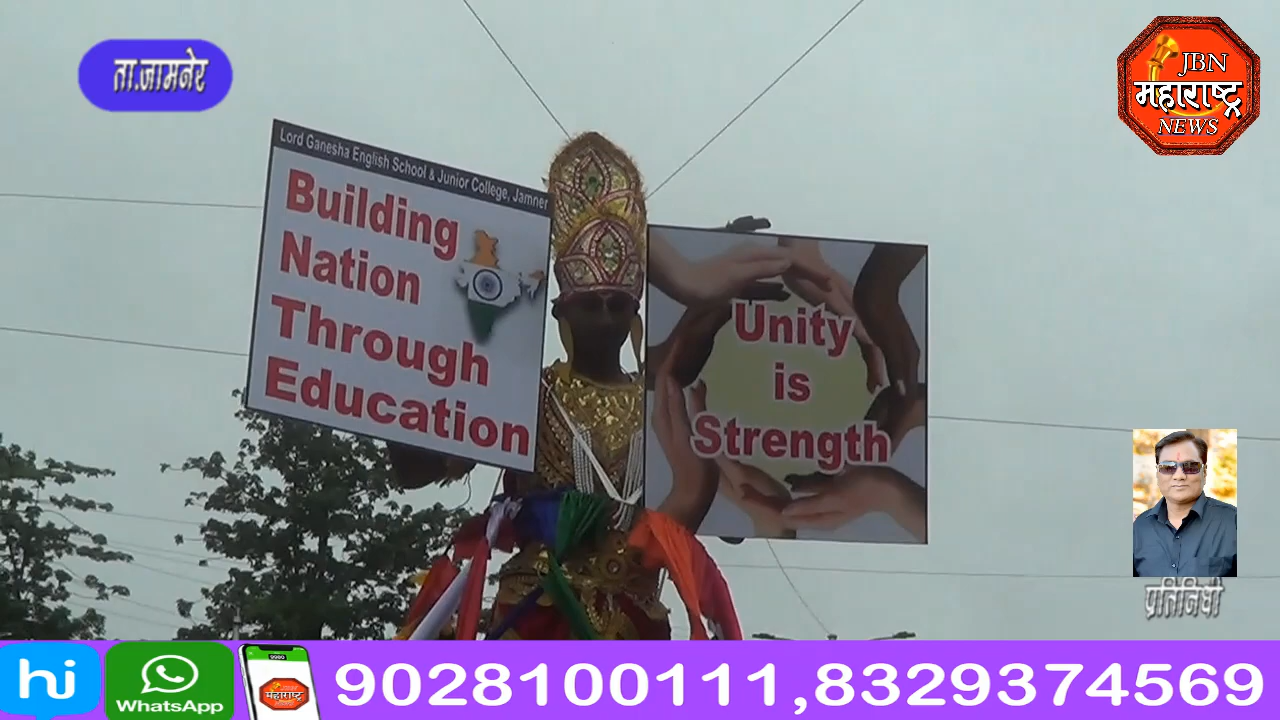 ता.जामनेर
JBN
महाराष्ट्र
NEWS
Lord Ganesha English School & Junior College, Jamner
Building
Nation
Through
Education
Unity
is
Strength
प्रतिनिधी
hi
WhatsApp
महाराष्ट्र
9028100111,8329374569